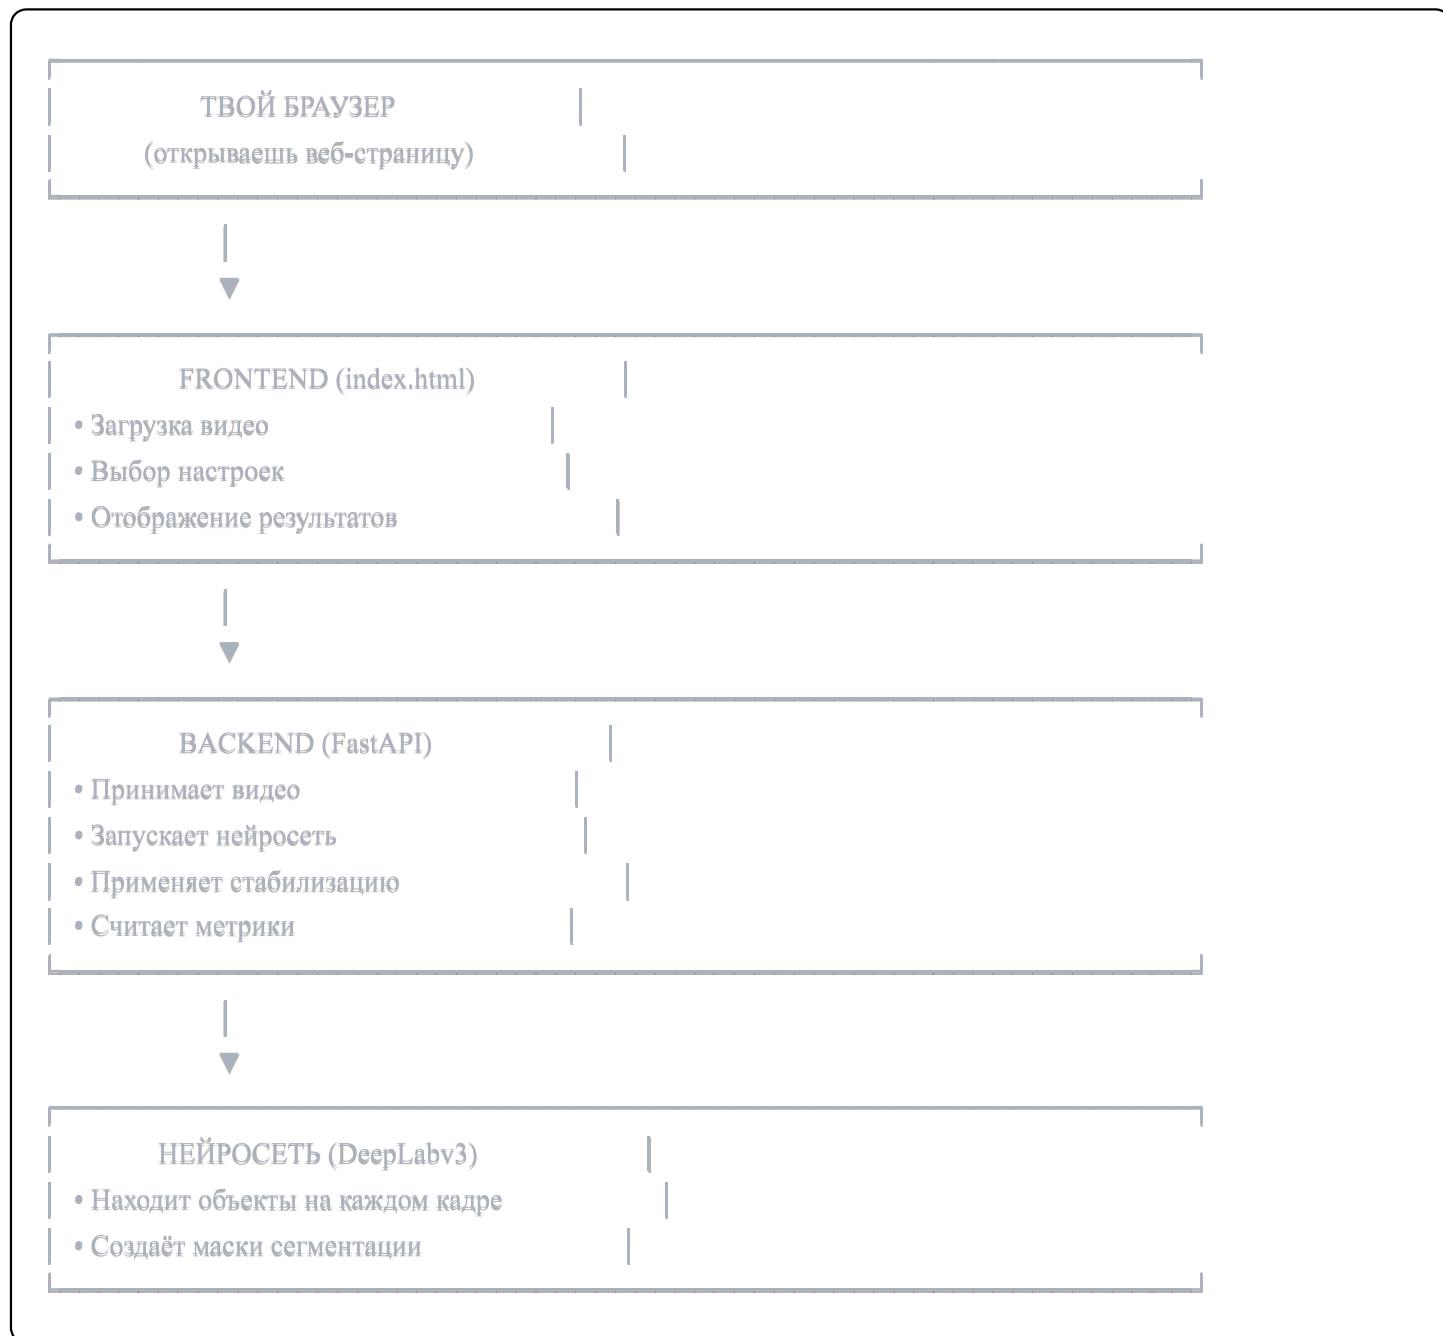 ТВОЙ БРАУЗЕР
(открываешь веб-страницу)
FRONTEND (index.html)
• Загрузка видео
• Выбор настроек
• Отображение результатов
BACKEND (FastAPI)
• Принимает видео
• Запускает нейросеть
• Применяет стабилизацию
• Считает метрики
НЕЙРОСЕТЬ (DeepLabv3)
• Находит объекты на каждом кадре
• Создаёт маски сегментации